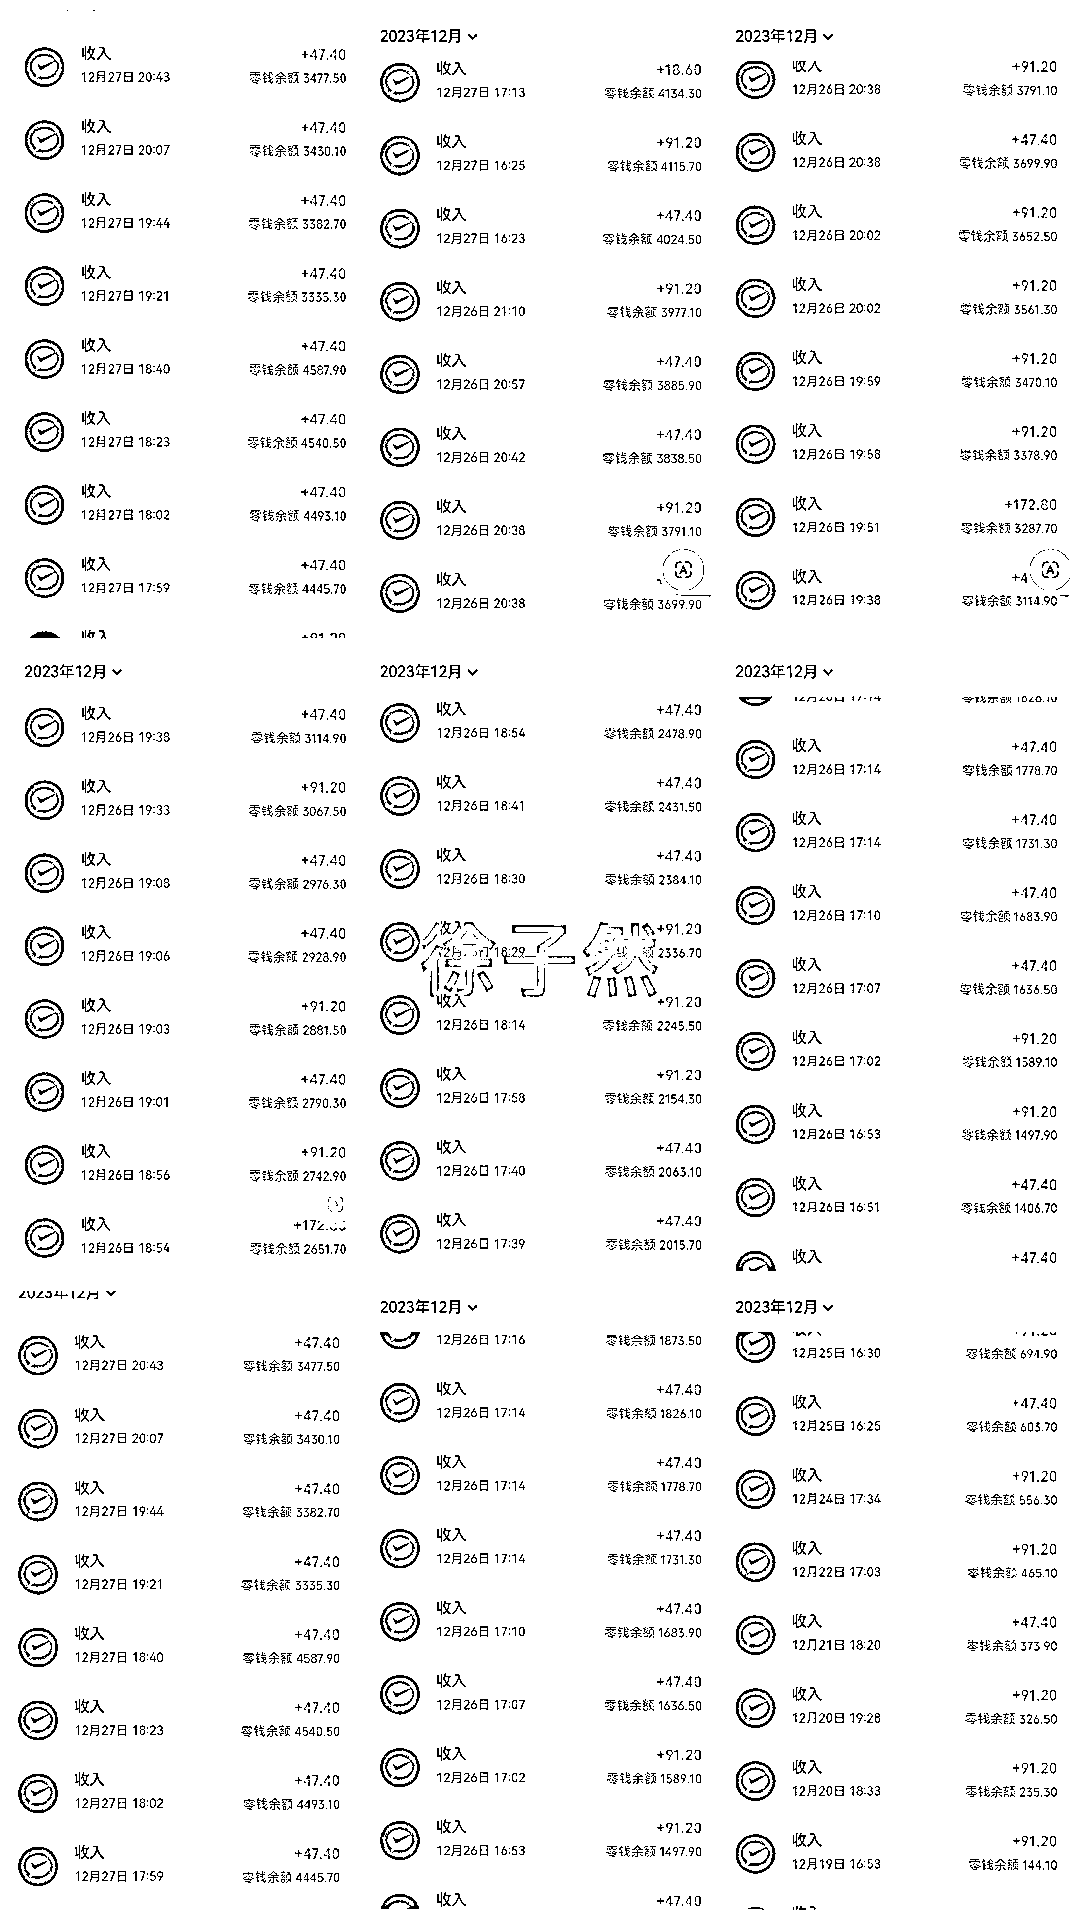 收入 +47.40
12月27日 20:43 零钱余额 3477.50
收入 +47.40
12月27日 20:07 零钱余额 3430.10
收入 +47.40
12月27日 19:44 零钱余额 3382.70
收入 +47.40
12月27日 19:21 零钱余额 3335.30
收入 +47.40
12月27日 18:40 零钱余额 4587.90
收入 +47.40
12月27日 18:23 零钱余额 4540.50
收入 +47.40
12月27日 18:02 零钱余额 4493.10
收入 +47.40
12月27日 17:59 零钱余额 4445.70
收入 +91.20
2023年12月
收入 +18.60
12月27日 17:13 零钱余额 4134.30
收入 +91.20
12月27日 16:25 零钱余额 4115.70
收入 +47.40
12月27日 16:23 零钱余额 4024.50
收入 +91.20
12月26日 21:10 零钱余额 3977.10
收入 +47.40
12月26日 20:57 零钱余额 3885.90
收入 +47.40
12月26日 20:42 零钱余额 3838.50
收入 +91.20
12月26日 20:38 零钱余额 3791.10
收入
12月26日 20:38 零钱余额 3699.90
2023年12月
收入 +91.20
12月26日 20:38 零钱余额 3791.10
收入 +47.40
12月26日 20:38 零钱余额 3699.90
收入 +91.20
12月26日 20:02 零钱余额 3652.50
收入 +91.20
12月26日 20:02 零钱余额 3561.30
收入 +91.20
12月26日 19:59 零钱余额 3470.10
收入 +91.20
12月26日 19:58 零钱余额 3378.90
收入 +172.80
12月26日 19:51 零钱余额 3287.70
收入 +4
12月26日 19:38 零钱余额 3114.90
2023年12月
收入 +47.40
12月26日 19:38 零钱余额 3114.90
收入 +91.20
12月26日 19:33 零钱余额 3067.50
收入 +47.40
12月26日 19:08 零钱余额 2976.30
收入 +47.40
12月26日 19:06 零钱余额 2928.90
收入 +91.20
12月26日 19:03 零钱余额 2881.50
收入 +47.40
12月26日 19:01 零钱余额 2790.30
收入 +91.20
12月26日 18:56 零钱余额 2742.90
收入 +172.80
12月26日 18:54 零钱余额 2651.70
2023年12月
收入 +47.40
12月26日 18:54 零钱余额 2478.90
收入 +47.40
12月26日 18:41 零钱余额 2431.50
收入 +47.40
12月26日 18:30 零钱余额 2384.10
收入 +91.20
12月26日 18:29 零钱余额 2336.70
徐子燃
收入 +91.20
12月26日 18:14 零钱余额 2245.50
收入 +91.20
12月26日 17:58 零钱余额 2154.30
收入 +47.40
12月26日 17:40 零钱余额 2063.10
收入 +47.40
12月26日 17:39 零钱余额 2015.70
2023年12月
12月26日 17:14 零钱余额 1826.10
收入 +47.40
12月26日 17:14 零钱余额 1778.70
收入 +47.40
12月26日 17:14 零钱余额 1731.30
收入 +47.40
12月26日 17:10 零钱余额 1683.90
收入 +47.40
12月26日 17:07 零钱余额 1636.50
收入 +91.20
12月26日 17:02 零钱余额 1589.10
收入 +91.20
12月26日 16:53 零钱余额 1497.90
收入 +47.40
12月26日 16:51 零钱余额 1406.70
收入 +47.40
2023年12月
收入 +47.40
12月27日 20:43 零钱余额 3477.50
收入 +47.40
12月27日 20:07 零钱余额 3430.10
收入 +47.40
12月27日 19:44 零钱余额 3382.70
收入 +47.40
12月27日 19:21 零钱余额 3335.30
收入 +47.40
12月27日 18:40 零钱余额 4587.90
收入 +47.40
12月27日 18:23 零钱余额 4540.50
收入 +47.40
12月27日 18:02 零钱余额 4493.10
收入 +47.40
12月27日 17:59 零钱余额 4445.70
2023年12月
12月26日 17:16 零钱余额 1873.50
收入 +47.40
12月26日 17:14 零钱余额 1826.10
收入 +47.40
12月26日 17:14 零钱余额 1778.70
收入 +47.40
12月26日 17:14 零钱余额 1731.30
收入 +47.40
12月26日 17:10 零钱余额 1683.90
收入 +47.40
12月26日 17:07 零钱余额 1636.50
收入 +91.20
12月26日 17:02 零钱余额 1589.10
收入 +91.20
12月26日 16:53 零钱余额 1497.90
收入 +47.40
2023年12月
12月25日 16:30 零钱余额 694.90
收入 +47.40
12月25日 16:25 零钱余额 603.70
收入 +91.20
12月24日 17:34 零钱余额 556.30
收入 +91.20
12月22日 17:03 零钱余额 465.10
收入 +47.40
12月21日 18:20 零钱余额 373.90
收入 +91.20
12月20日 19:28 零钱余额 326.50
收入 +91.20
12月20日 18:33 零钱余额 235.30
收入 +91.20
12月19日 16:53 零钱余额 144.10